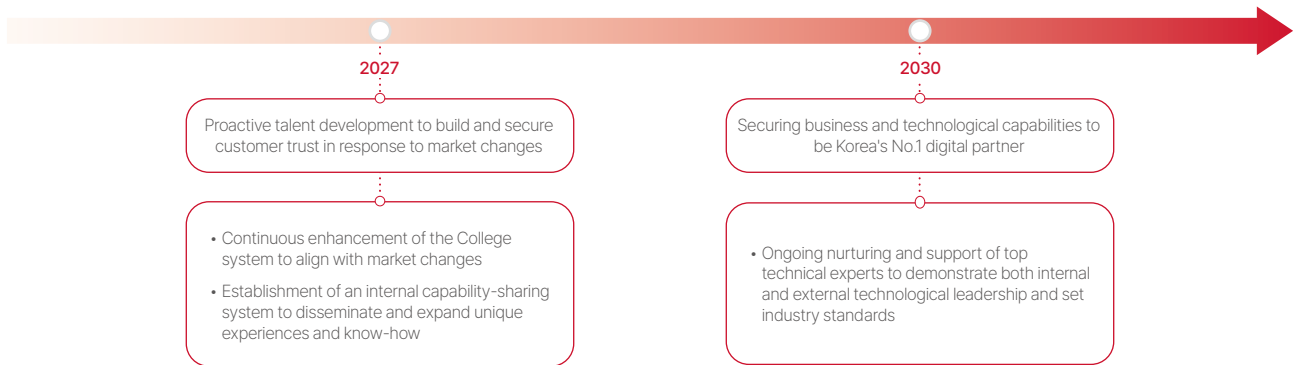 2027
Proactive talent development to build and secure
customer trust in response to market changes
• Continuous enhancement of the College
system to align with market changes
• Establishment of an internal capability-sharing
system to disseminate and expand unique
experiences and know-how
2030
Securing business and technological capabilities to
be Korea's No.1 digital partner
• Ongoing nurturing and support of top
technical experts to demonstrate both internal
and external technological leadership and set
industry standards